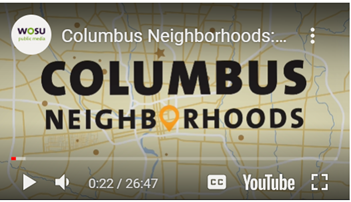 WOSU
public media
Columbus Neighborhoods:...
COLUMBUS
NEIGHBORHOODS
0:22 / 26:47
CC
YouTube